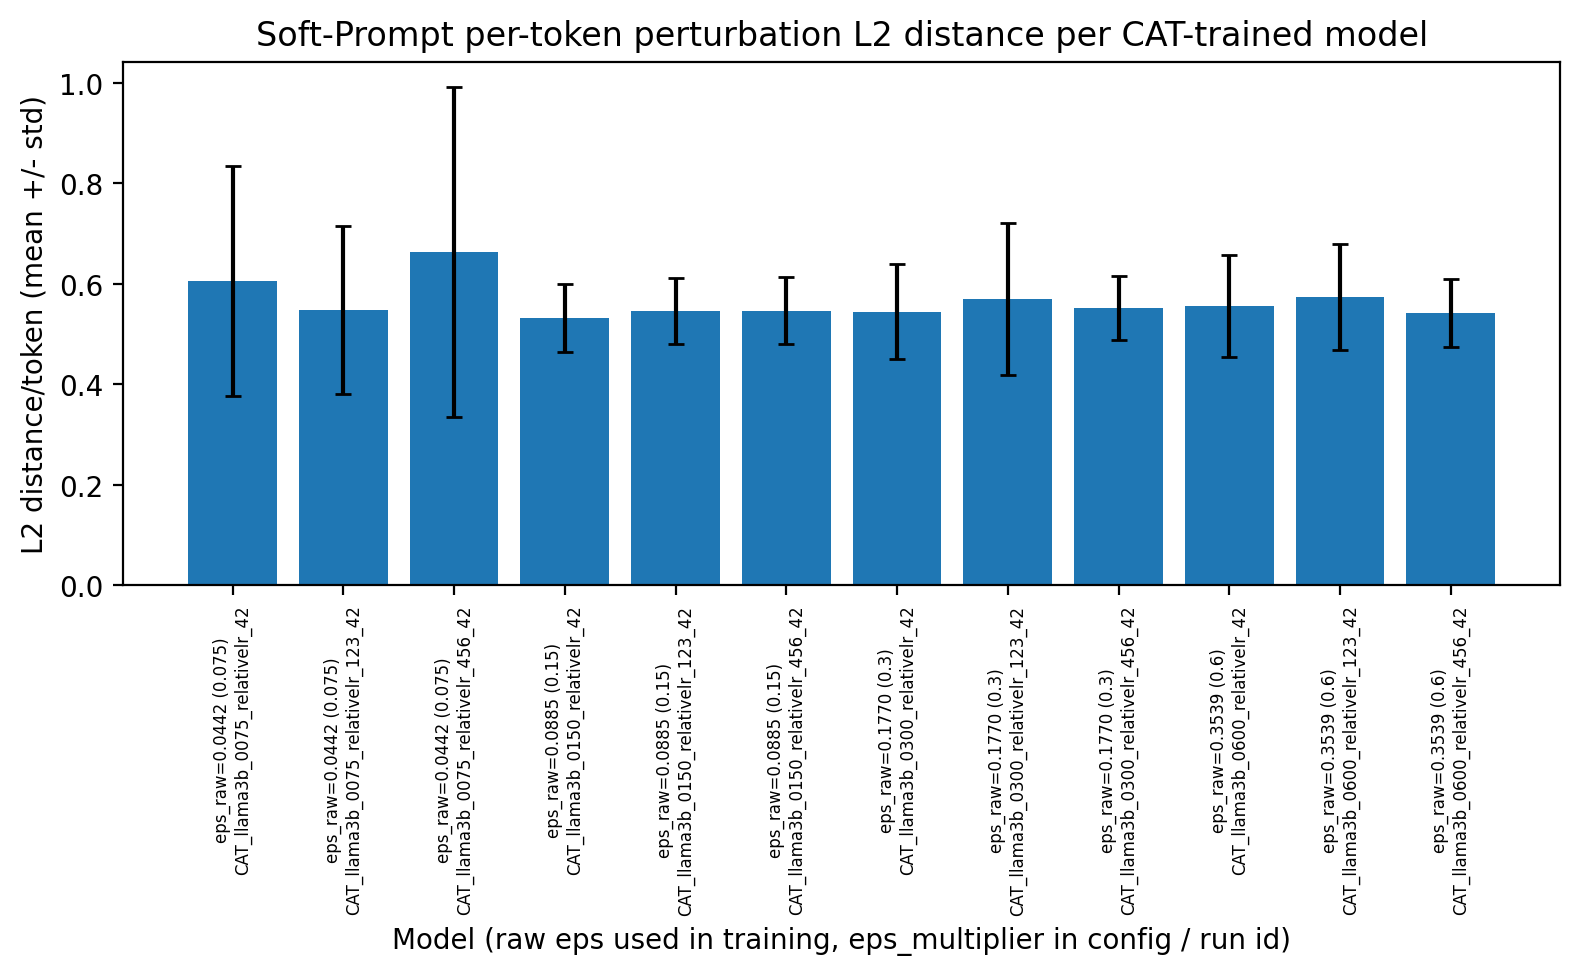 Soft-Prompt per-token perturbation L2 distance per CAT-trained model
L2 distance/token (mean +/- std)
1.0
0.8
0.6
0.4
0.2
0.0
eps_raw=0.0442 (0.075)
CAT_llama3b_0075_relativelr_42
eps_raw=0.0442 (0.075)
CAT_llama3b_0075_relativelr_123_42
eps_raw=0.0442 (0.075)
CAT_llama3b_0075_relativelr_456_42
eps_raw=0.0885 (0.15)
CAT_llama3b_0150_relativelr_42
eps_raw=0.0885 (0.15)
CAT_llama3b_0150_relativelr_123_42
eps_raw=0.0885 (0.15)
CAT_llama3b_0150_relativelr_456_42
eps_raw=0.1770 (0.3)
CAT_llama3b_0300_relativelr_42
eps_raw=0.1770 (0.3)
CAT_llama3b_0300_relativelr_123_42
eps_raw=0.1770 (0.3)
CAT_llama3b_0300_relativelr_456_42
eps_raw=0.3539 (0.6)
CAT_llama3b_0600_relativelr_42
eps_raw=0.3539 (0.6)
CAT_llama3b_0600_relativelr_123_42
eps_raw=0.3539 (0.6)
CAT_llama3b_0600_relativelr_456_42
Model (raw eps used in training, eps_multiplier in config / run id)